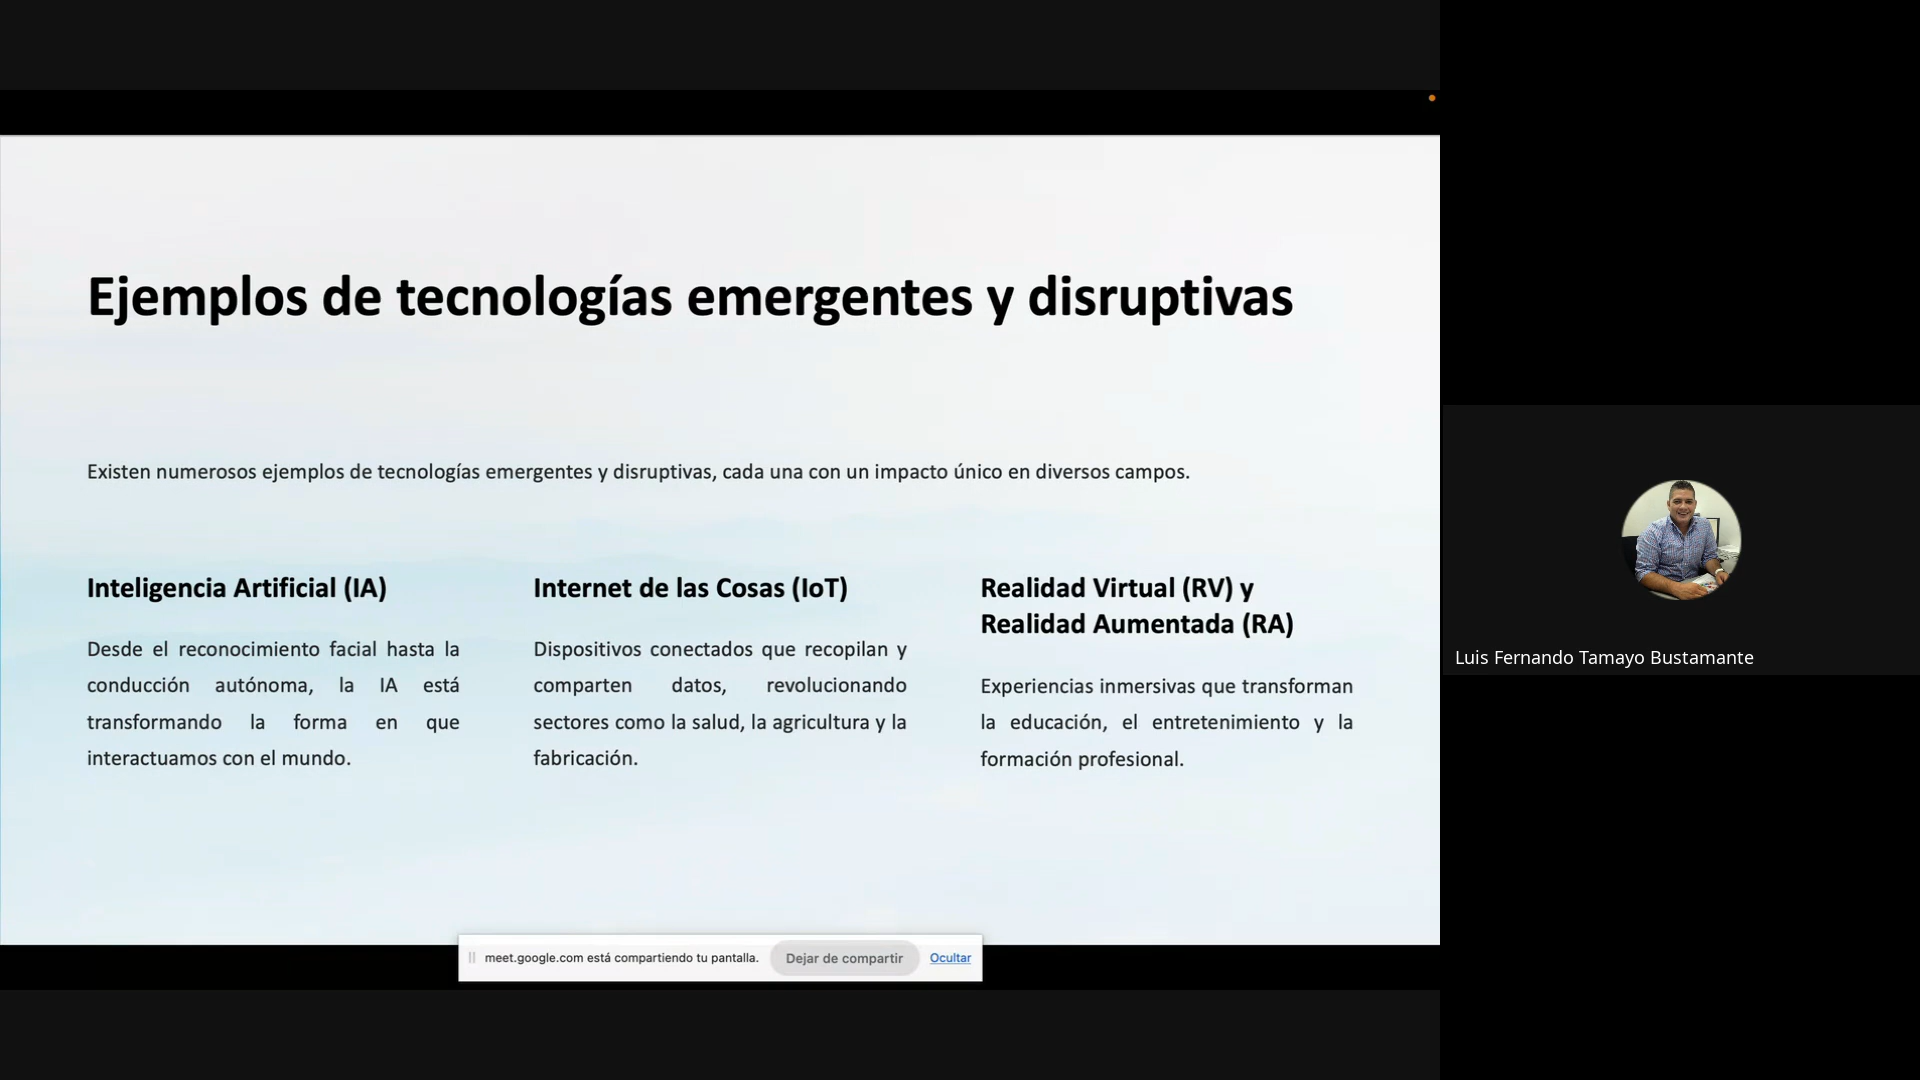 Ejemplos de tecnologías emergentes y disruptivas
Existen numerosos ejemplos de tecnologías emergentes y disruptivas, cada una con un impacto único en diversos campos.
Inteligencia Artificial (IA)
Desde el reconocimiento facial hasta la
conducción autónoma, la IA está
transformando la forma en que
interactuamos con el mundo.
Internet de las Cosas (IoT)
Dispositivos conectados que recopilan y
comparten datos, revolucionando
sectores como la salud, la agricultura y la
fabricación.
Realidad Virtual (RV) y
Realidad Aumentada (RA)
Experiencias inmersivas que transforman
la educación, el entretenimiento y la
formación profesional.
meet.google.com está compartiendo tu pantalla. Dejar de compartir Ocultar
Luis Fernando Tamayo Bustamante